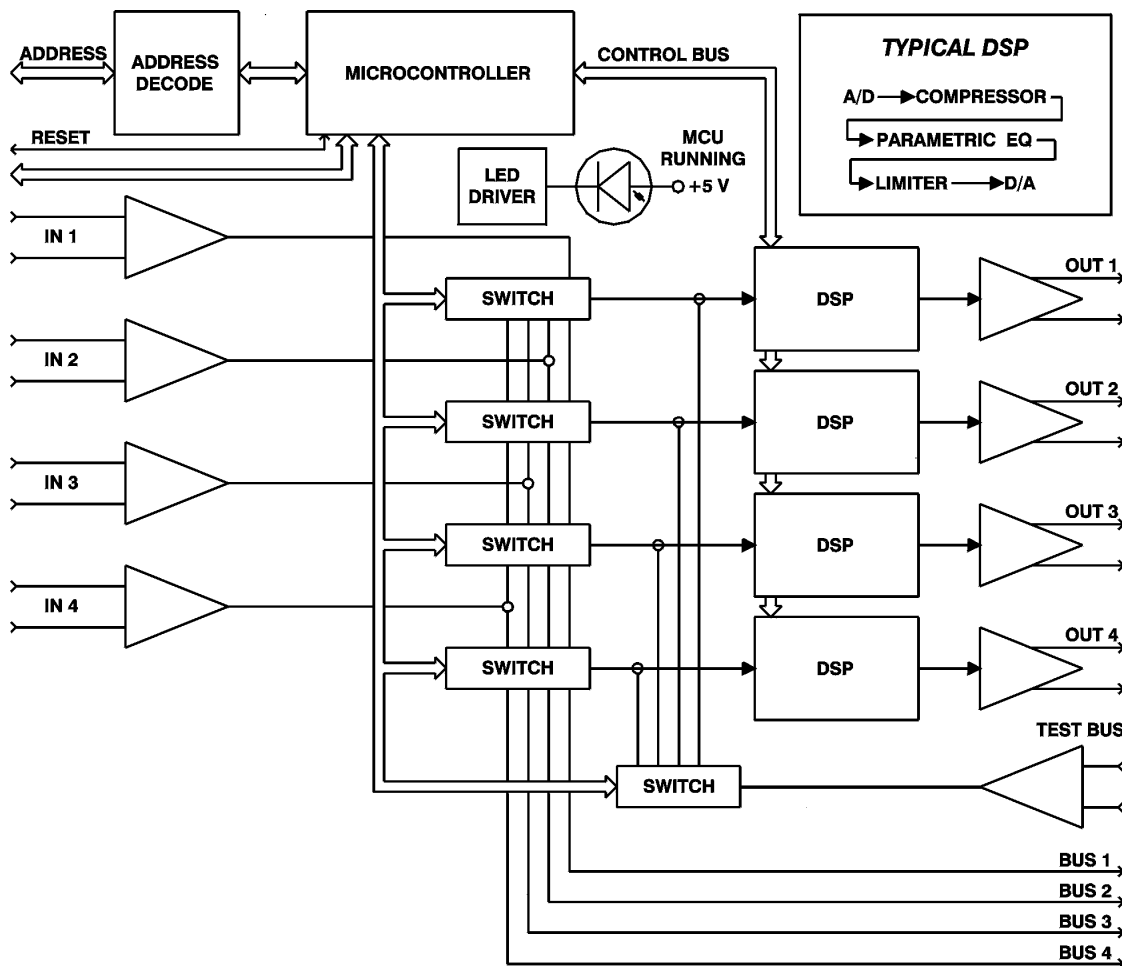 ADDRESS
ADDRESS
DECODE
MICROCONTROLLER
CONTROL BUS
TYPICAL DSP
A/D COMPRESSOR
PARAMETRIC EQ
LIMITER D/A
RESET
LED
DRIVER
MCU
RUNNING
+5 V
IN 1
SWITCH
DSP
OUT 1
IN 2
SWITCH
DSP
OUT 2
IN 3
SWITCH
DSP
OUT 3
IN 4
SWITCH
DSP
OUT 4
TEST BUS
SWITCH
BUS 1
BUS 2
BUS 3
BUS 4